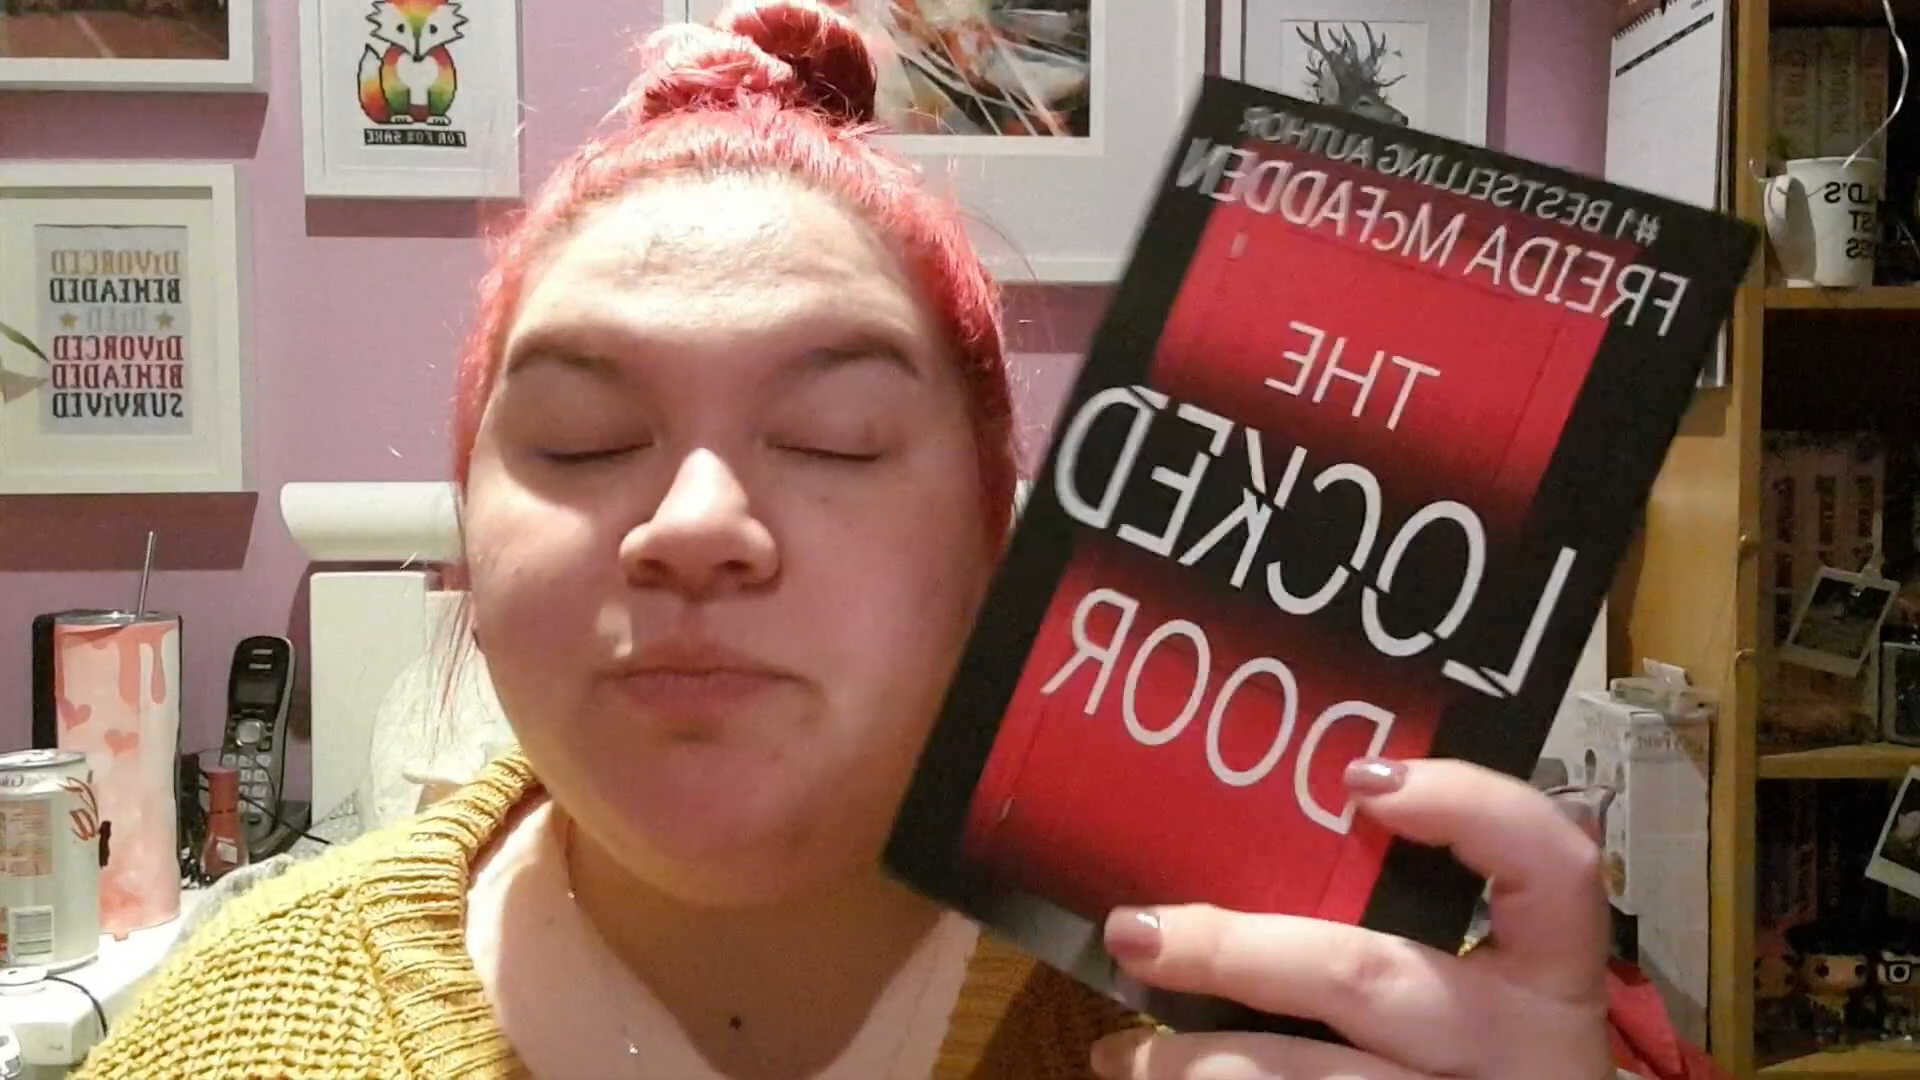 #1 BESTSELLING AUTHOR
FREIDA McFADDEN
THE
LOCKED
DOOR
FOR FOX SAKE
DIVORCED
BEHEADED
DIED
DIVORCED
BEHEADED
SURVIVED